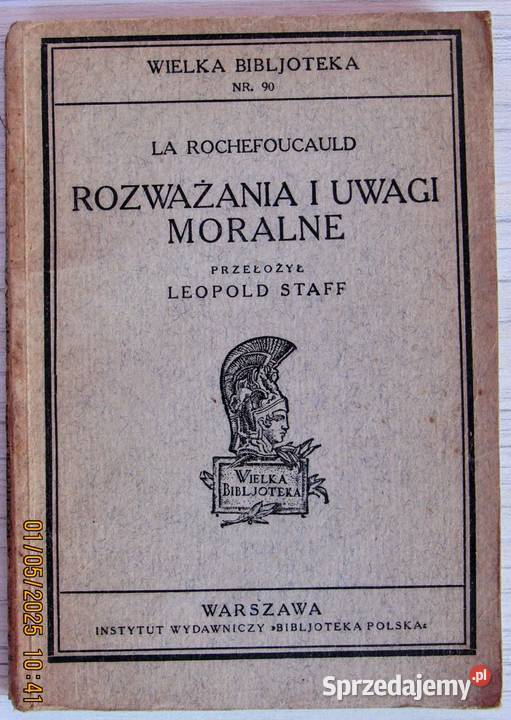 WIELKA BIBLJOTEKA
NR. 90
LA ROCHEFOUCAULD
ROZWAŻANIA I UWAGI
MORALNE
PRZEŁOŻYŁ
LEOPOLD STAFF
WIELKA
BIBLJOTEKA
WARSZAWA
INSTYTUT WYDAWNICZY »BIBLJOTEKA POLSKA«
01/05/2025 10:41
Sprzedajemy.pl